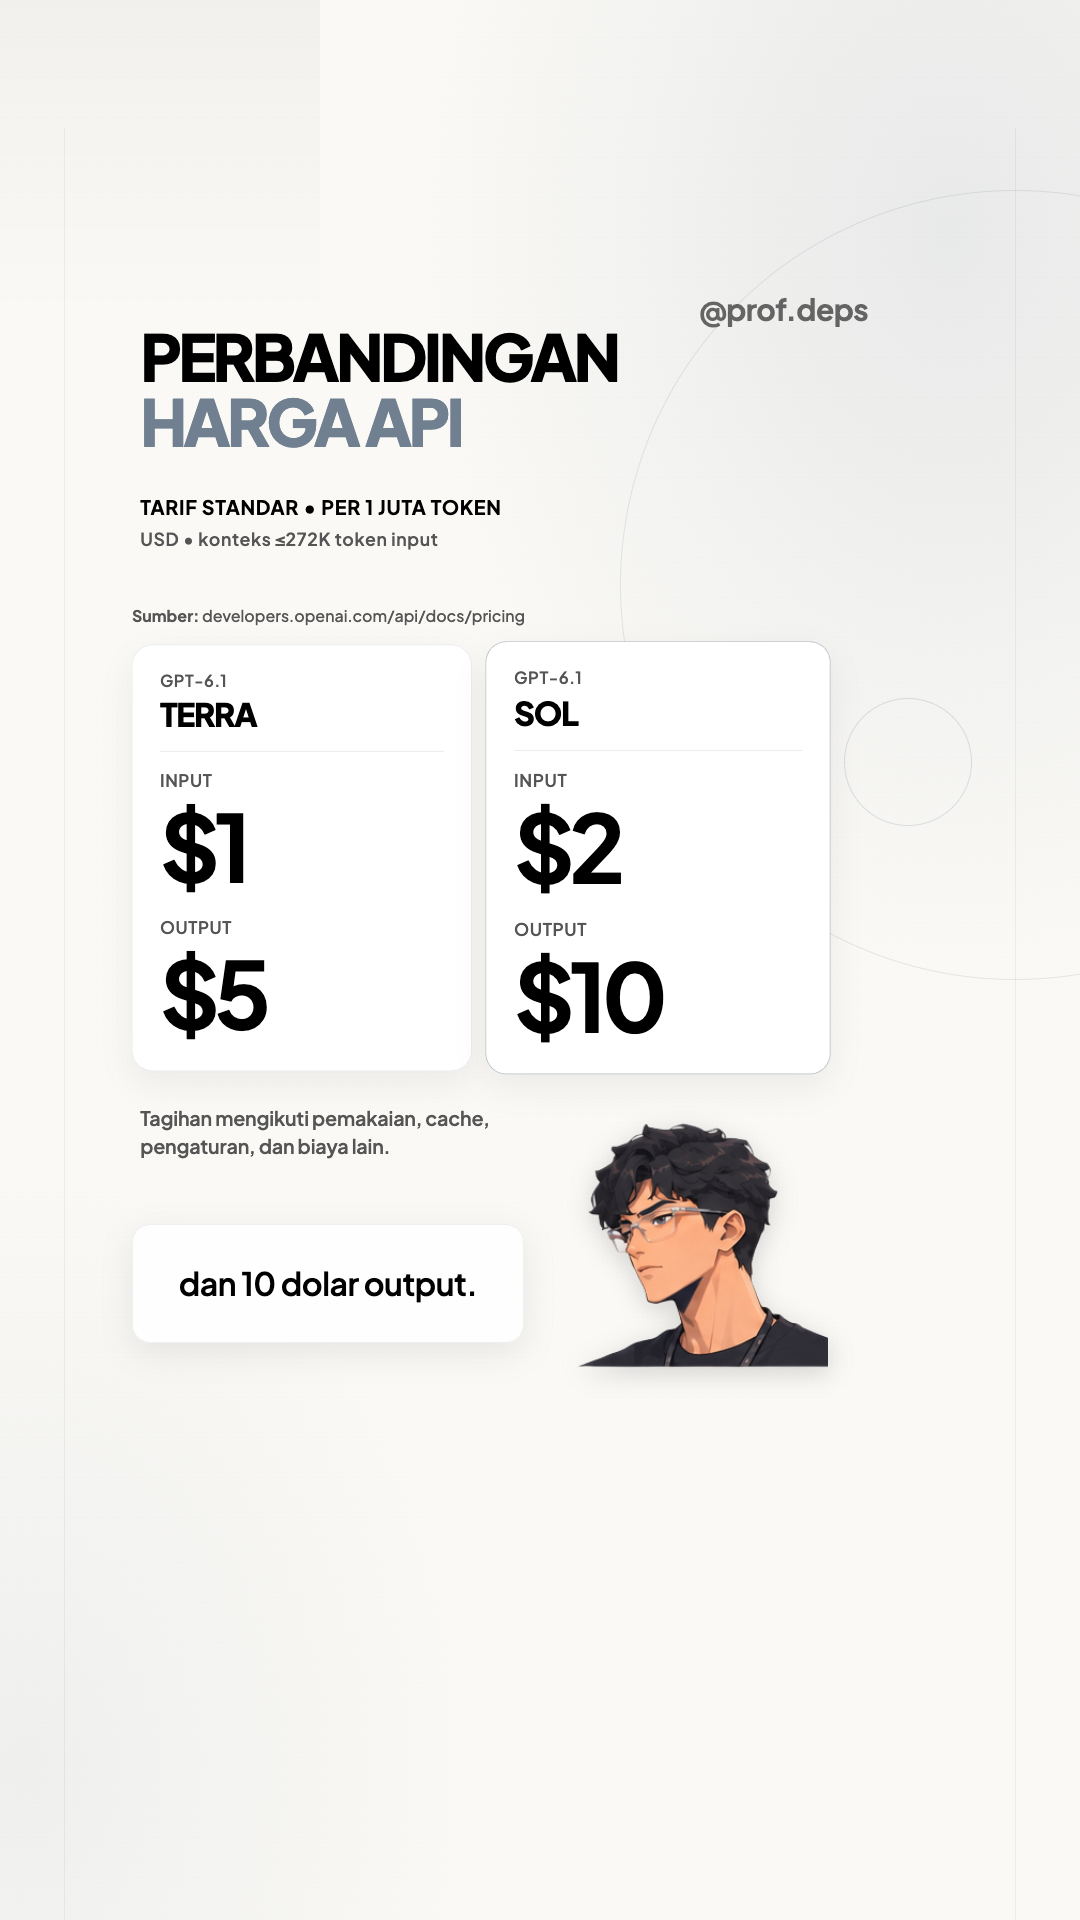 @prof.deps
PERBANDINGAN
HARGA API
TARIF STANDAR • PER 1 JUTA TOKEN
USD • konteks ≤272K token input
Sumber: developers.openai.com/api/docs/pricing
GPT-6.1
TERRA
INPUT
$1
OUTPUT
$5
GPT-6.1
SOL
INPUT
$2
OUTPUT
$10
Tagihan mengikuti pemakaian, cache,
pengaturan, dan biaya lain.
dan 10 dolar output.